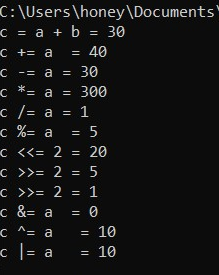 C:\Users\honey\Documents\
c = a + b = 30
c += a  = 40
c -= a = 30
c *= a = 300
c /= a = 1
c %= a  = 5
c <<= 2 = 20
c >>= 2 = 5
c >>= 2 = 1
c &= a  = 0
c ^= a   = 10
c |= a   = 10